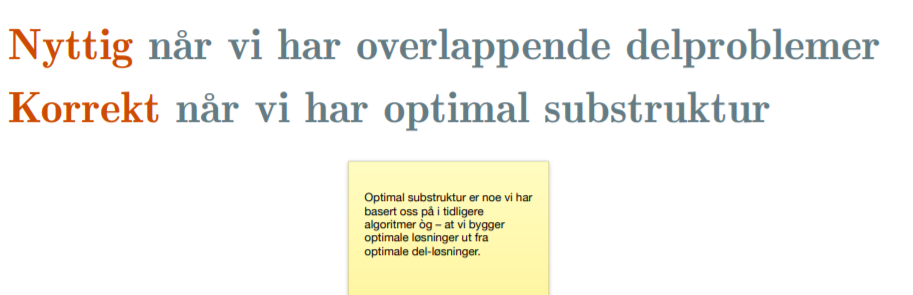 Nyttig når vi har overlappende delproblemer
Korrekt når vi har optimal substruktur
Optimal substruktur er noe vi har
basert oss på i tidligere
algoritmer òg – at vi bygger
optimale løsninger ut fra
optimale del-løsninger.